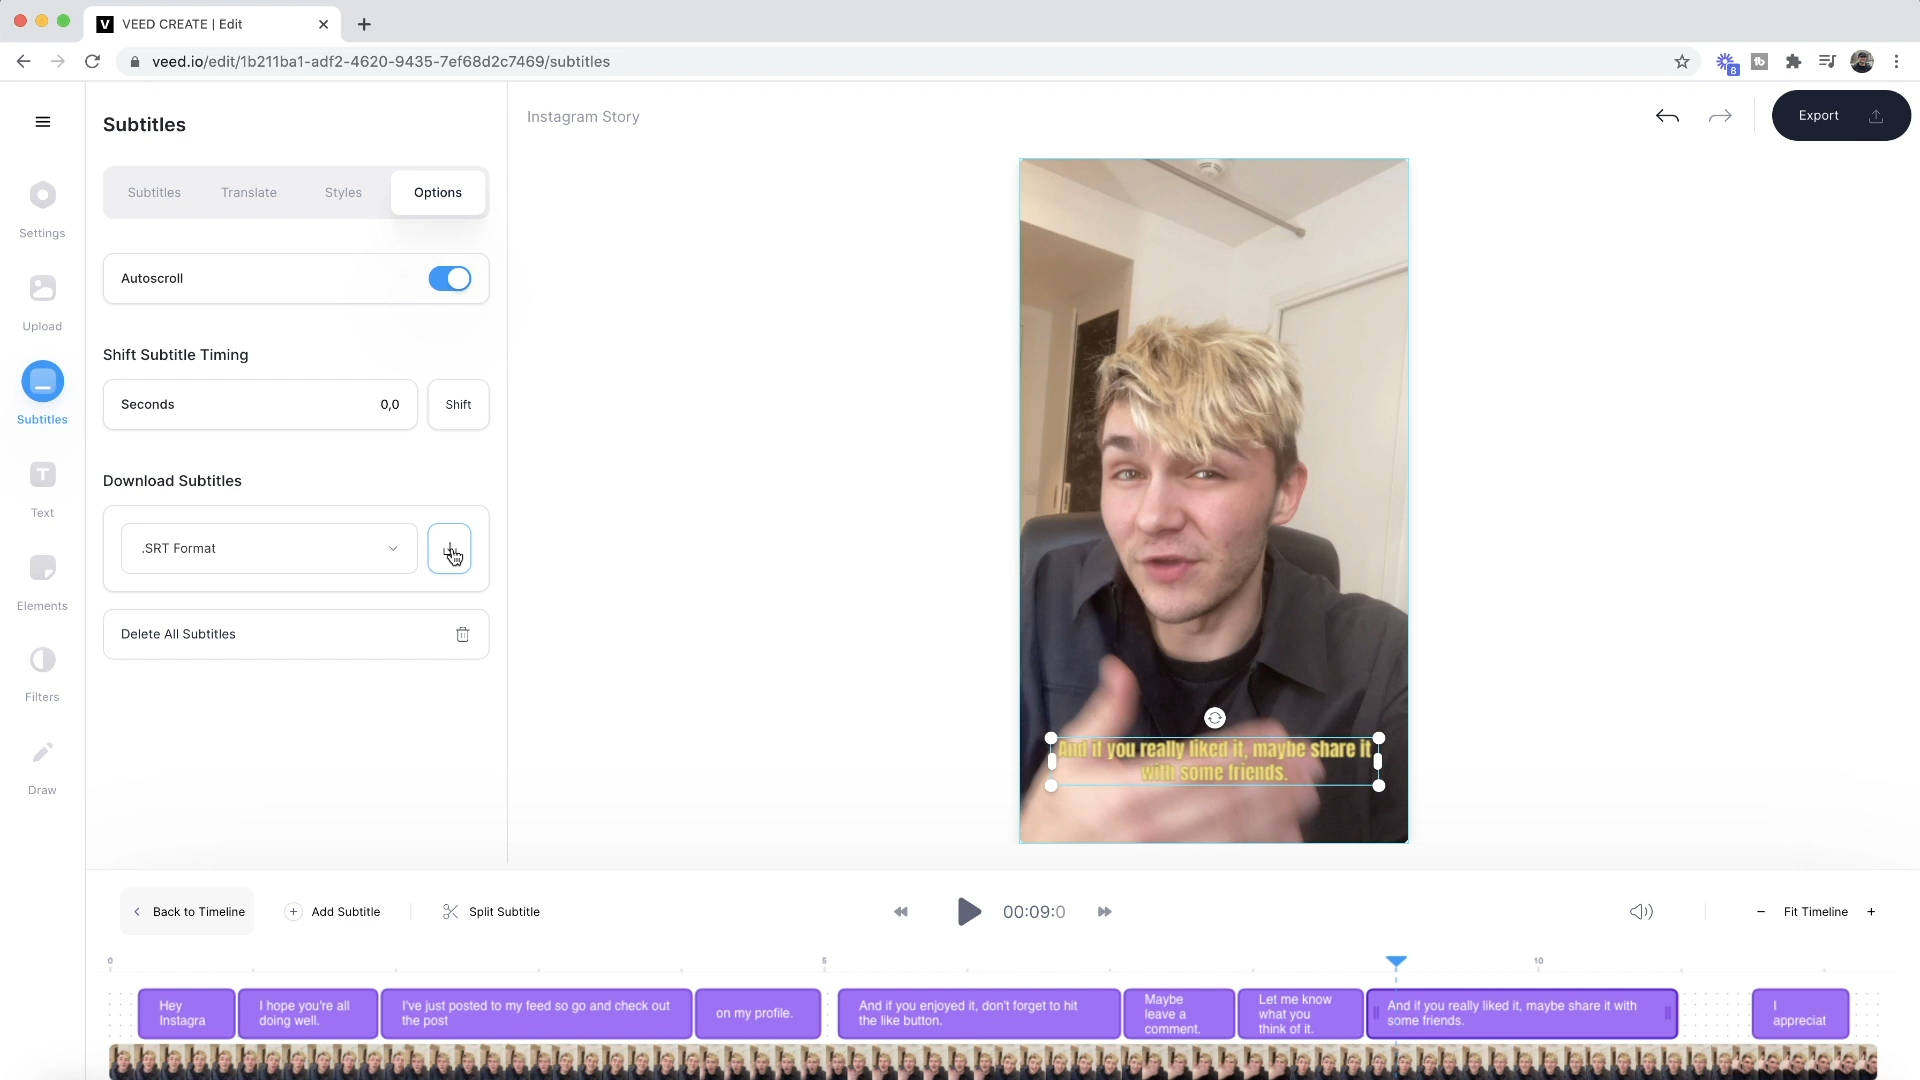 VEED CREATE | Edit
veed.io/edit/1b211ba1-adf2-4620-9435-7ef68d2c7469/subtitles
8
Subtitles
Instagram Story
Export
Subtitles
Translate
Styles
Options
Settings
Autoscroll
Upload
Shift Subtitle Timing
Seconds
0,0
Shift
Subtitles
Download Subtitles
Text
.SRT Format
Elements
Delete All Subtitles
Filters
Draw
And if you really liked it, maybe share it
with some friends.
Back to Timeline
Add Subtitle
Split Subtitle
00:09:0
Fit Timeline
0
5
10
Hey
Instagra
I hope you're all
doing well.
I've just posted to my feed so go and check out
the post
on my profile.
And if you enjoyed it, don't forget to hit
the like button.
Maybe
leave a
comment.
Let me know
what you
think of it.
And if you really liked it, maybe share it with
some friends.
I
appreciat